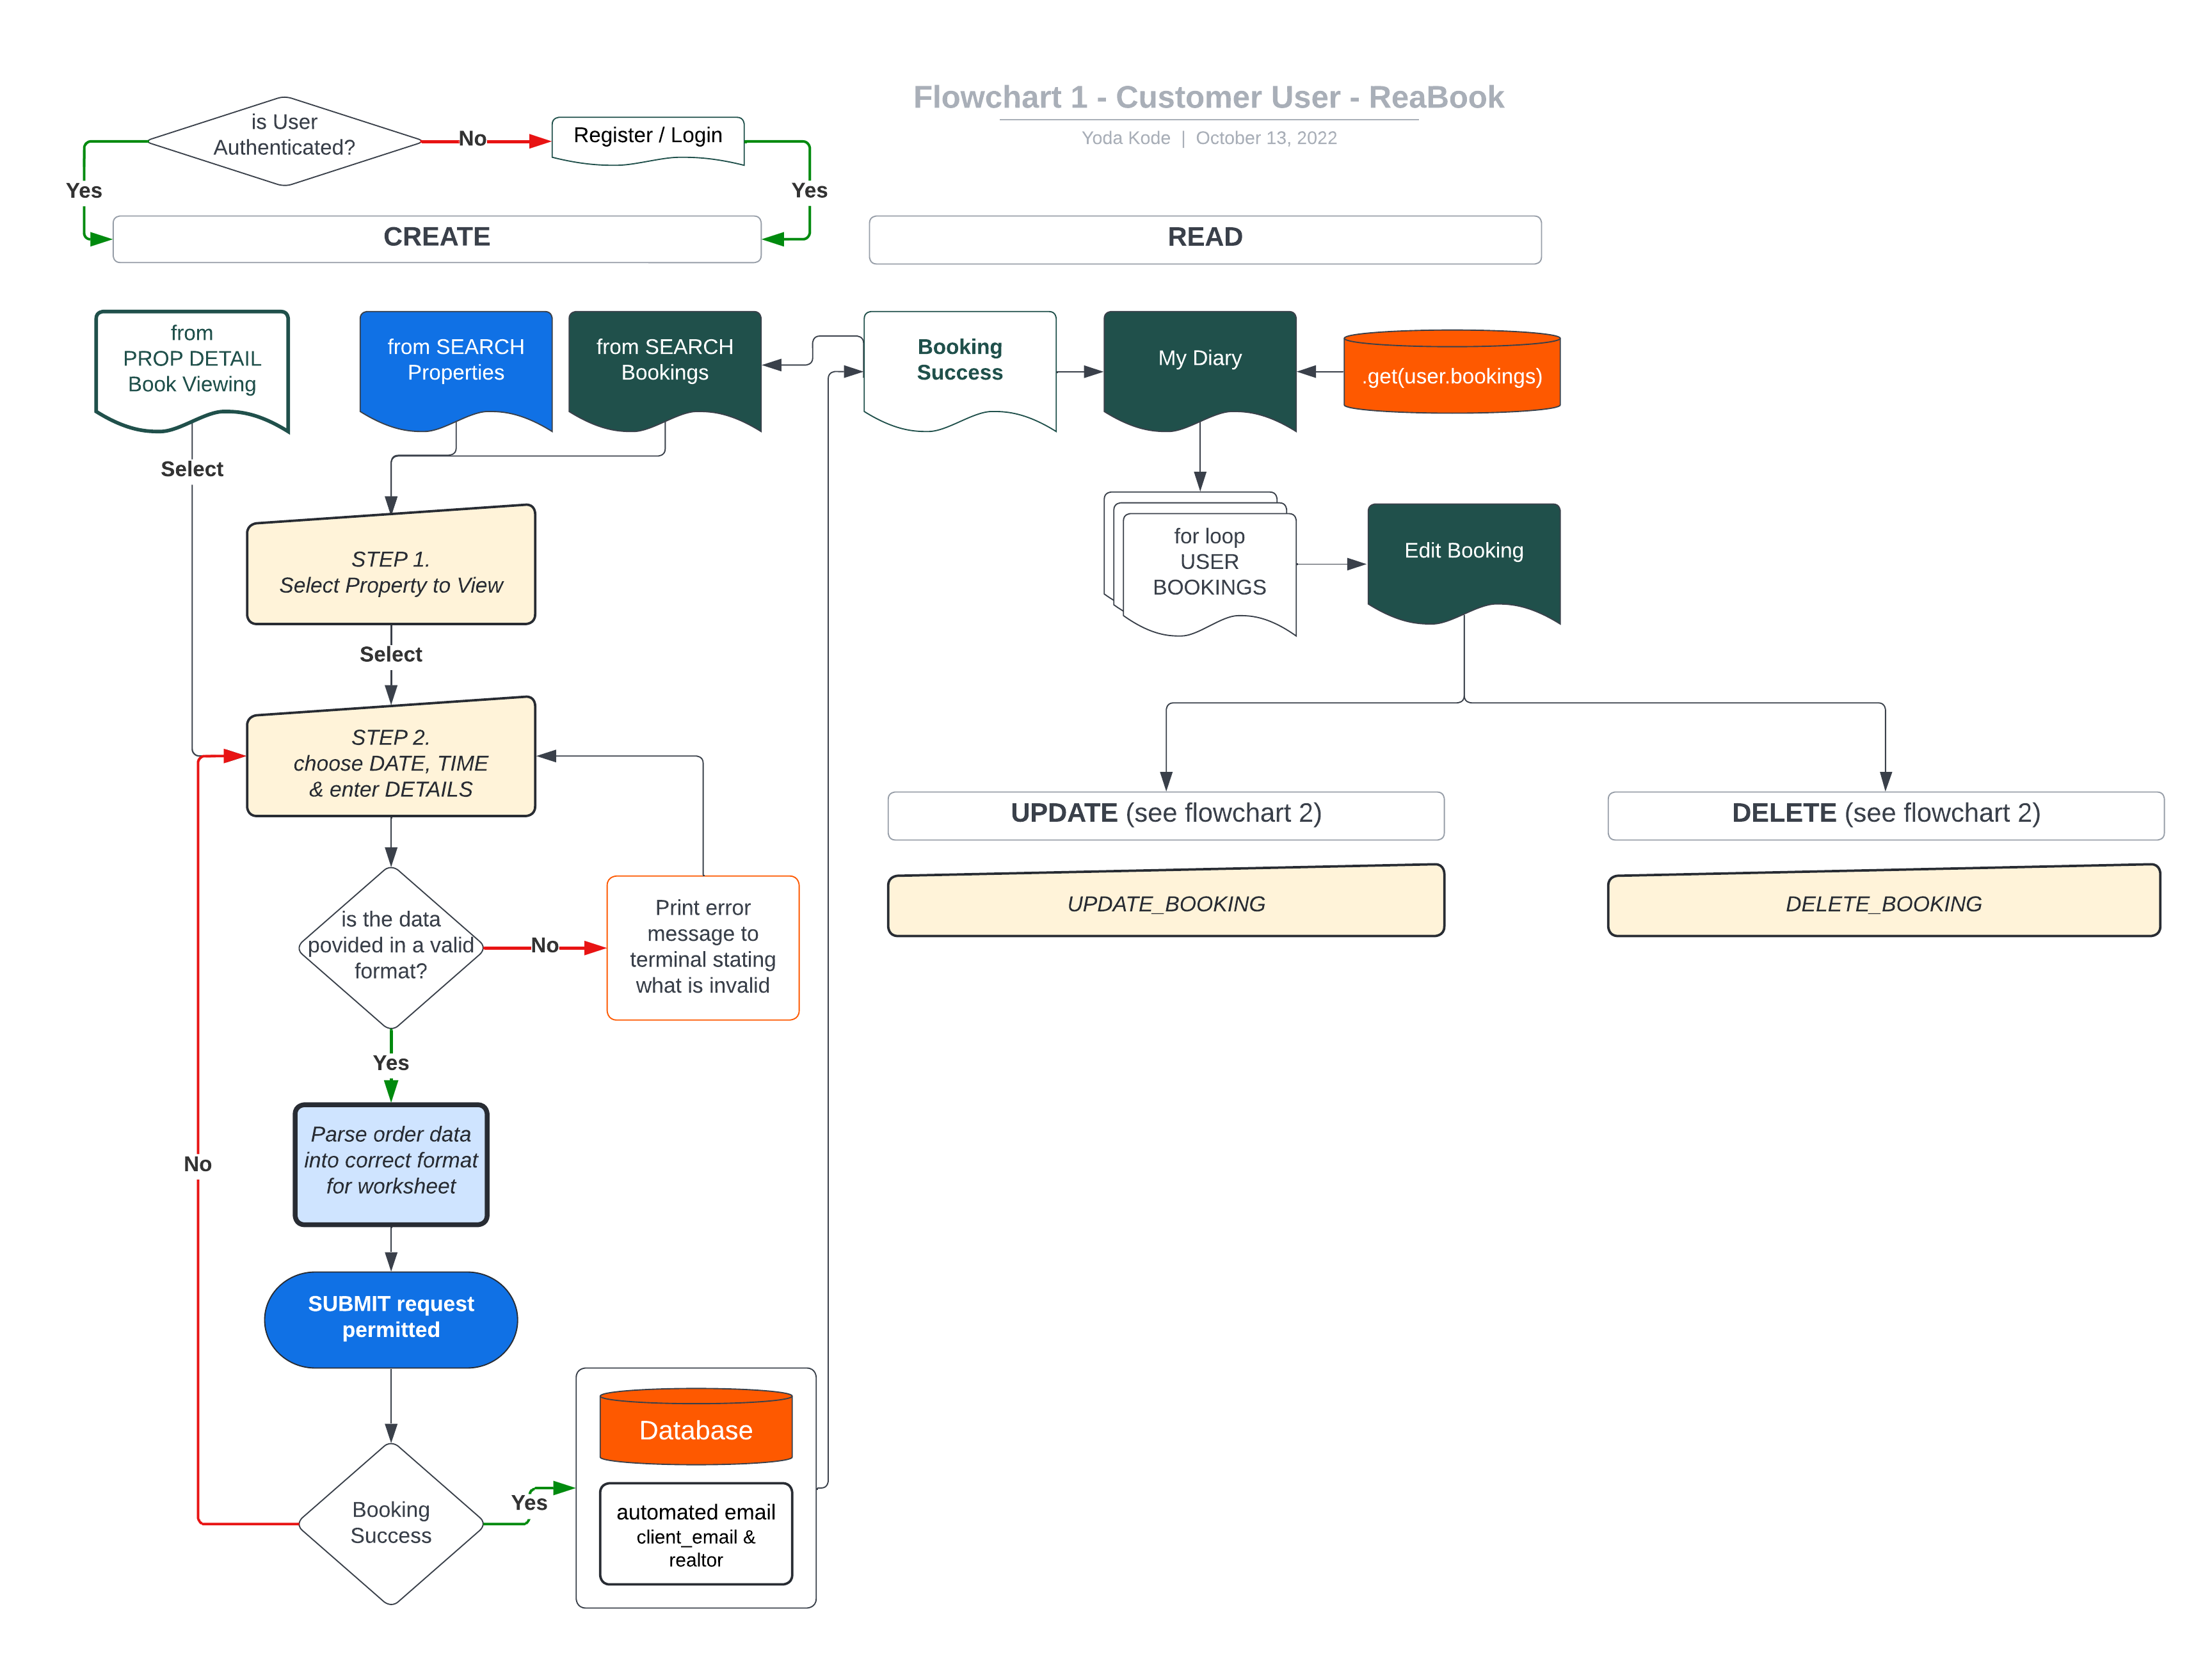 Flowchart 1 - Customer User - ReaBook
Yoda Kode | October 13, 2022
is User
Authenticated?
No
Register / Login
Yes
Yes
CREATE
READ
from
PROP DETAIL
Book Viewing
from SEARCH
Properties
from SEARCH
Bookings
Booking
Success
My Diary
.get(user.bookings)
Select
STEP 1.
Select Property to View
for loop
USER
BOOKINGS
Edit Booking
Select
STEP 2.
choose DATE, TIME
& enter DETAILS
UPDATE (see flowchart 2)
DELETE (see flowchart 2)
UPDATE_BOOKING
DELETE_BOOKING
is the data
povided in a valid
format?
No
Print error
message to
terminal stating
what is invalid
Yes
Parse order data
into correct format
for worksheet
No
SUBMIT request
permitted
Database
Booking
Success
Yes
automated email
client_email &
realtor